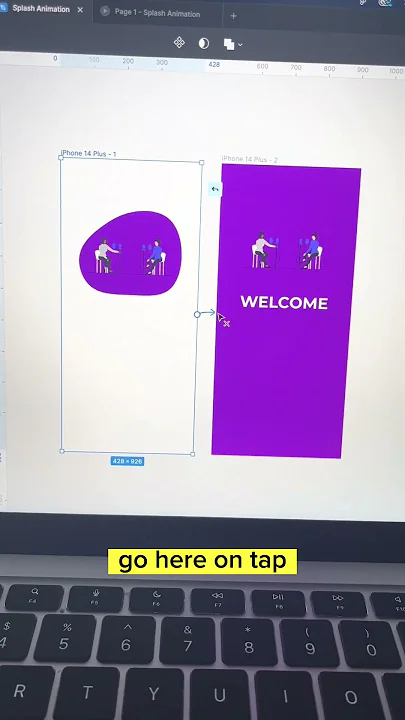 Splash Animation
Page 1 - Splash Animation
0 100 200 300 428 600 700 800 900 1000
iPhone 14 Plus - 1
iPhone 14 Plus - 2
WELCOME
428 × 926
go here on tap
F4 F5 F6 F7 F8 F9
$ % ^ & * ( )
4 5 6 7 8 9 0
R T Y U I O